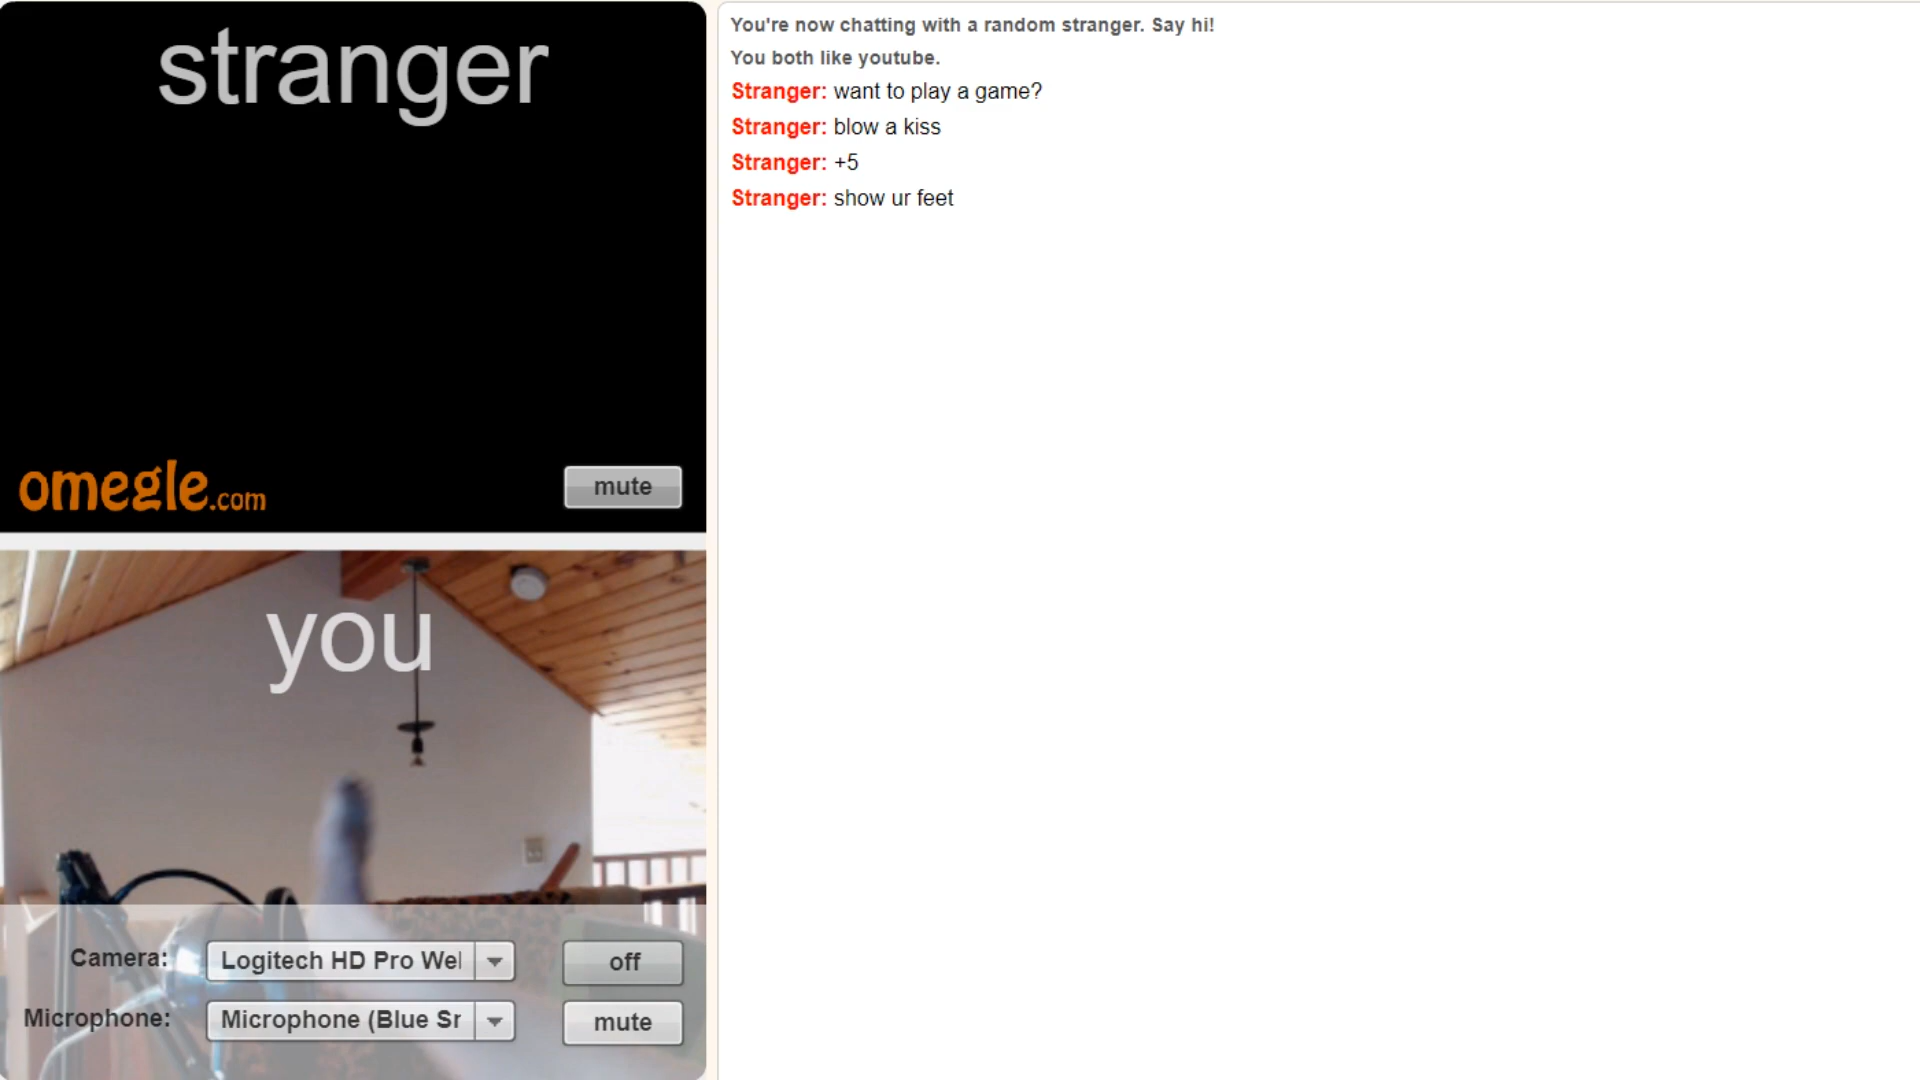 stranger
omegle.com
mute
you
Camera:
Logitech HD Pro We
off
Microphone:
Microphone (Blue Sr
mute
You're now chatting with a random stranger. Say hi!
You both like youtube.
Stranger: want to play a game?
Stranger: blow a kiss
Stranger: +5
Stranger: show ur feet